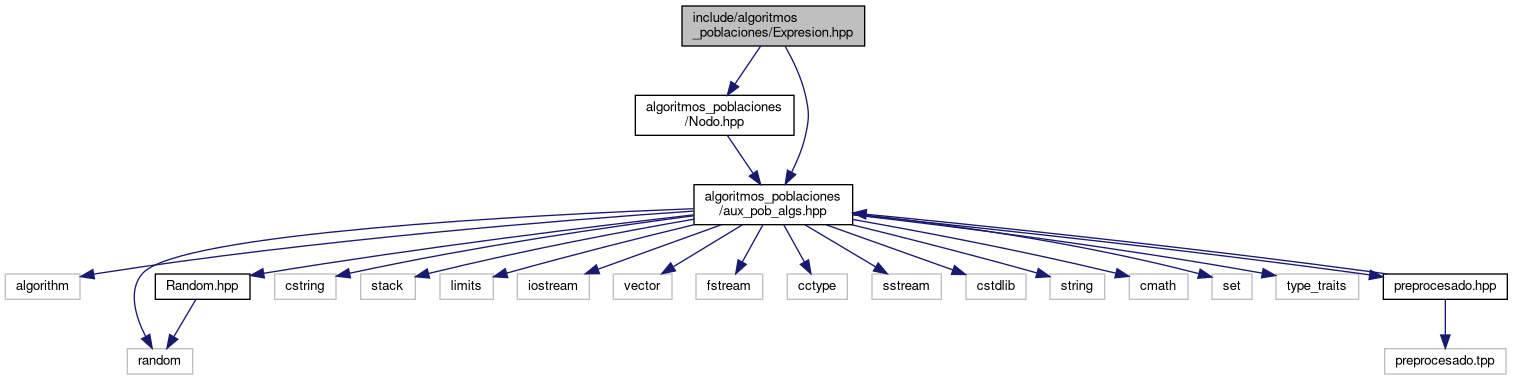 include/algoritmos
_poblaciones/Expresion.hpp
algoritmos_poblaciones
/Nodo.hpp
algoritmos_poblaciones
/aux_pob_algs.hpp
algorithm
Random.hpp
cstring
stack
limits
iostream
vector
fstream
cctype
sstream
cstdlib
string
cmath
set
type_traits
preprocesado.hpp
random
preprocesado.tpp